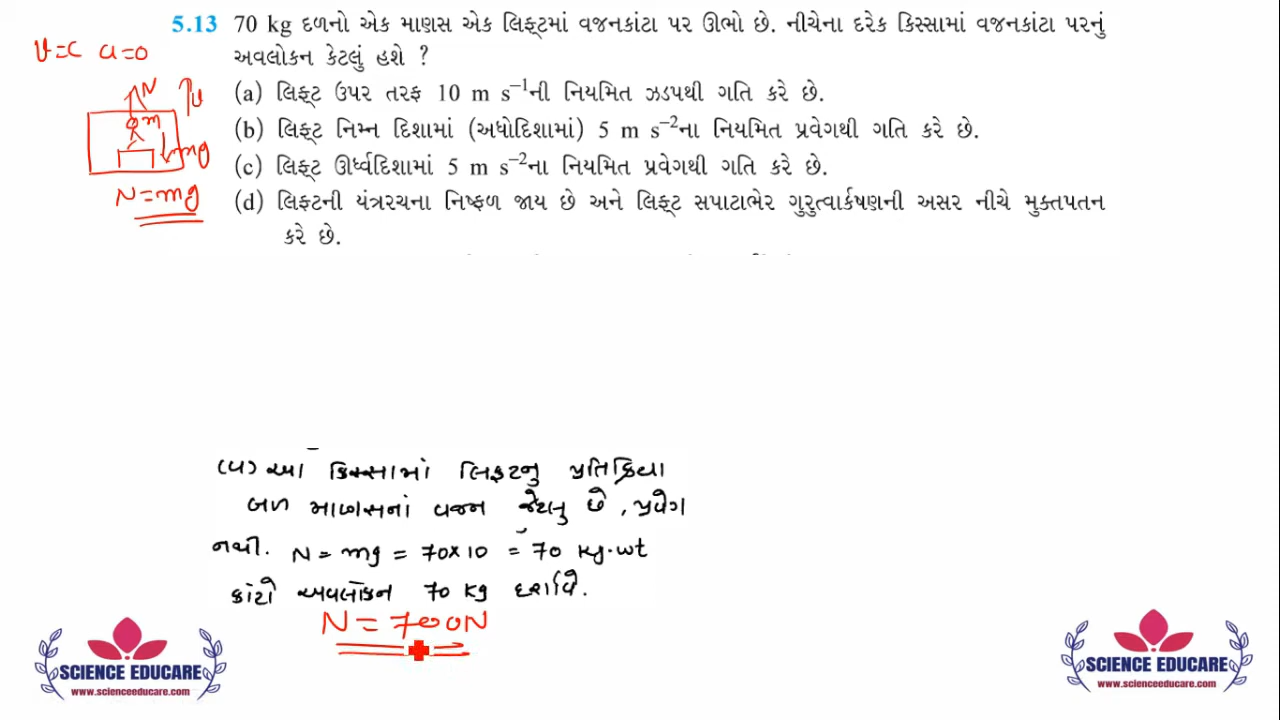 5.13 70 kg દળનો એક માણસ એક લિફ્ટમાં વજનકાંટા પર ઊભો છે. નીચેના દરેક કિસ્સામાં વજનકાંટા પરનું
અવલોકન કેટલું હશે ?
(a) લિફ્ટ ઉપર તરફ 10 m s⁻¹ની નિયમિત ઝડપથી ગતિ કરે છે.
(b) લિફ્ટ નિમ્ન દિશામાં (અધોદિશામાં) 5 m s⁻²ના નિયમિત પ્રવેગથી ગતિ કરે છે.
(c) લિફ્ટ ઊર્ધ્વદિશામાં 5 m s⁻²ના નિયમિત પ્રવેગથી ગતિ કરે છે.
(d) લિફ્ટની યંત્રરચના નિષ્ફળ જાય છે અને લિફ્ટ સપાટાભેર ગુરુત્વાર્કષણની અસર નીચે મુક્તપતન
કરે છે.
v=c a=0
N
v
m
mg
N=mg
આ કિસ્સામાં લિફટનુ પ્રતિક્રિયા
બળ માણસનાં વજન જેટલુ છે, પ્રવેગ
નથી. N = mg = 70×10 = 70 kg.wt
કાંટો અવલોકન 70 kg દર્શાવે.
N = 700N
SCIENCE EDUCARE
www.scienceeducare.com
SCIENCE EDUCARE
www.scienceeducare.com